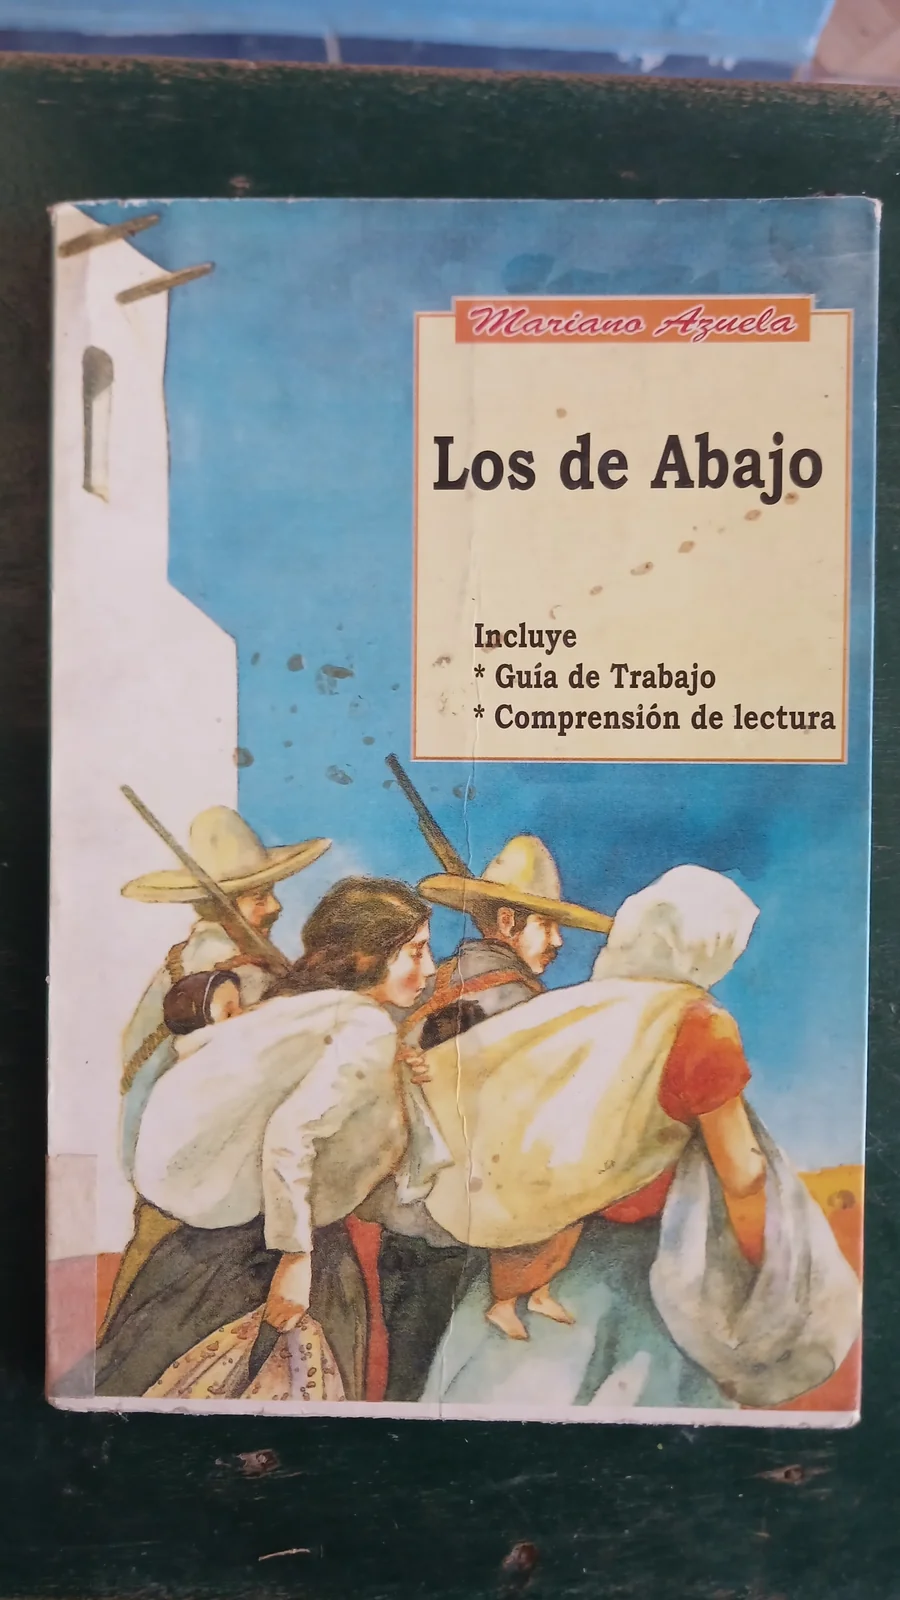 Mariano Azuela
Los de Abajo
Incluye
* Guía de Trabajo
* Comprensión de lectura